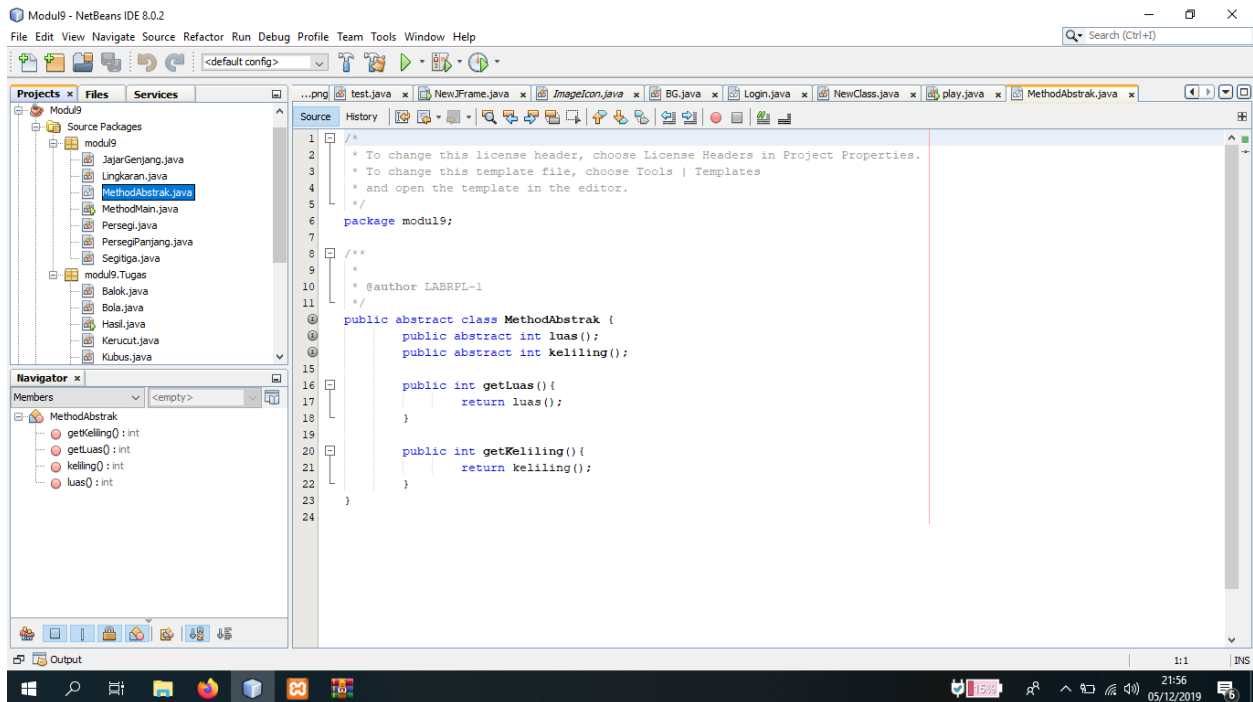 Modul9 - NetBeans IDE 8.0.2
File Edit View Navigate Source Refactor Run Debug Profile Team Tools Window Help
Search (Ctrl+I)
<default config>
Projects x Files Services
...png test.java x NewJFrame.java x ImageIcon.java x BG.java x Login.java x NewClass.java x play.java x MethodAbstrak.java x
Modul9
Source Packages
modul9
JajarGenjang.java
Lingkaran.java
MethodAbstrak.java
MethodMain.java
Persegi.java
PersegiPanjang.java
Segitiga.java
modul9.Tugas
Balok.java
Bola.java
Hasil.java
Kerucut.java
Kubus.java
Navigator x
Members <empty>
MethodAbstrak
getKeliling() : int
getLuas() : int
keliling() : int
luas() : int
Source History
1 /*
2 * To change this license header, choose License Headers in Project Properties.
3 * To change this template file, choose Tools | Templates
4 * and open the template in the editor.
5 */
6 package modul9;
7
8 /**
9 *
10 * @author LABRPL-1
11 */
public abstract class MethodAbstrak {
public abstract int luas();
public abstract int keliling();
15
16 public int getLuas(){
17 return luas();
18 }
19
20 public int getKeliling(){
21 return keliling();
22 }
23 }
24
Output
1:1 INS
15%
21:56
05/12/2019
6